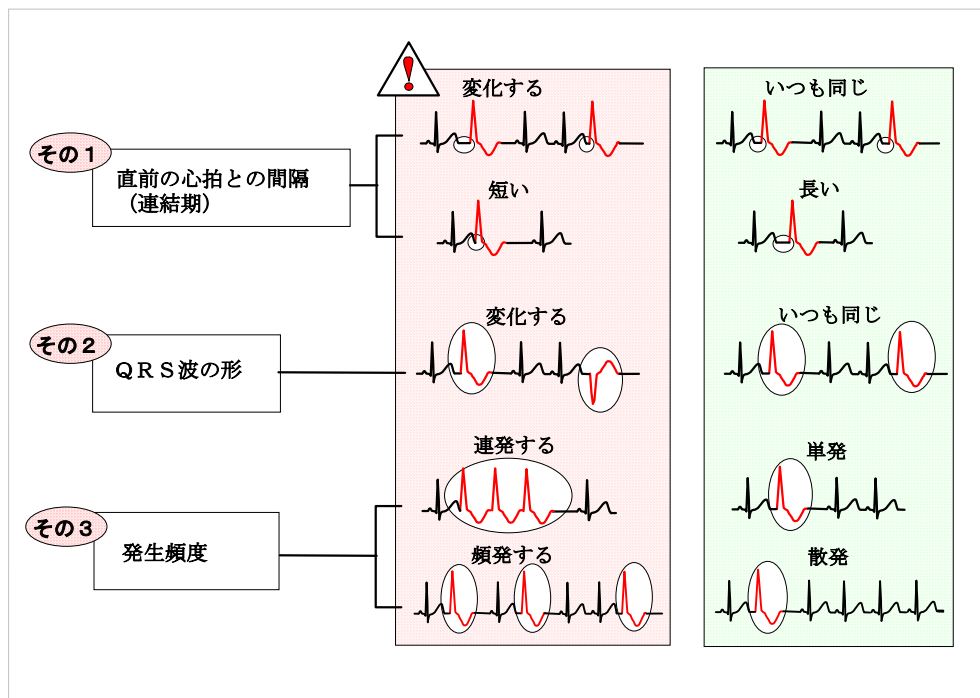 !
変化する
いつも同じ
その1
直前の心拍との間隔
(連結期)
短い
長い
変化する
いつも同じ
その2
QRS波の形
連発する
単発
その3
発生頻度
頻発する
散発